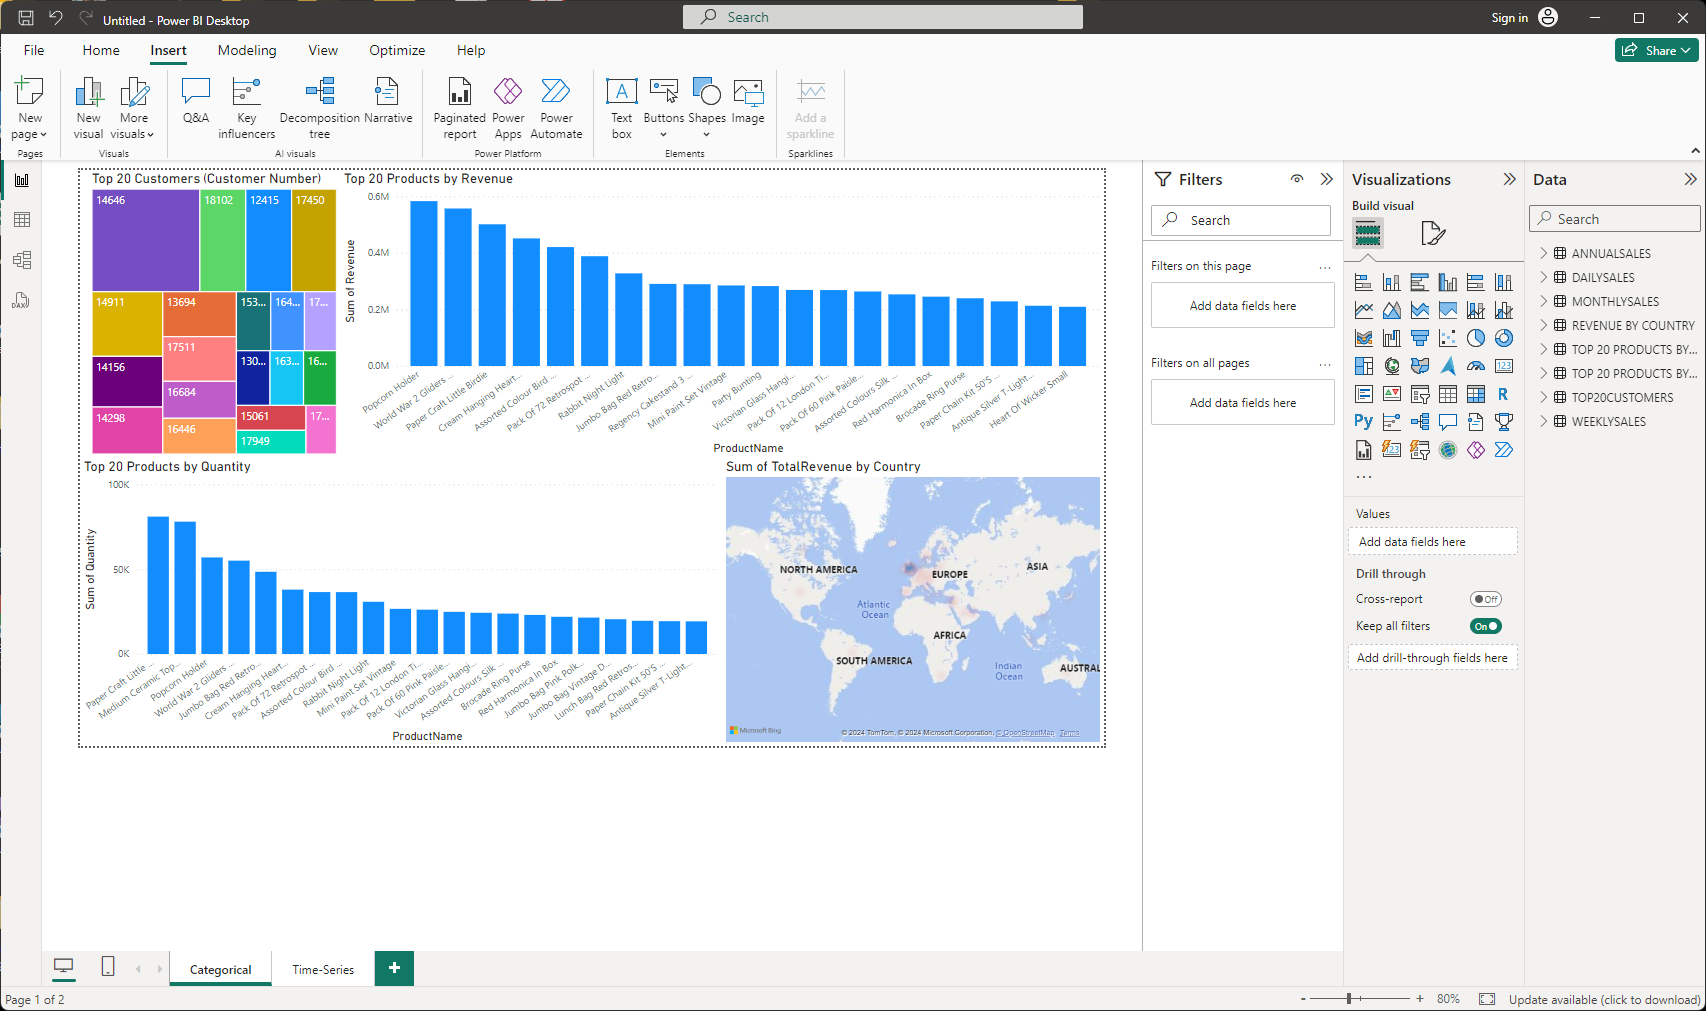 Untitled - Power BI Desktop
Search
Sign in
File Home Insert Modeling View Optimize Help
Share
New page
New visual
More visuals
Q&A
Key influencers
Decomposition tree
Narrative
Paginated report
Power Apps
Power Automate
Text box
Buttons
Shapes
Image
Add a sparkline
Pages
Visuals
AI visuals
Power Platform
Elements
Sparklines
Top 20 Customers (Customer Number)
14646
18102
12415
17450
14911
13694
153...
164...
17...
17511
14156
130...
163...
16...
16684
14298
15061
17...
16446
17949
Top 20 Products by Revenue
Sum of Revenue
0.6M
0.4M
0.2M
0.0M
Popcorn Holder
World War 2 Gliders ...
Paper Craft Little Birdie
Cream Hanging Heart...
Assorted Colour Bird ...
Pack Of 72 Retrospot ...
Rabbit Night Light
Jumbo Bag Red Retro...
Regency Cakestand 3 ...
Mini Paint Set Vintage
Party Bunting
Victorian Glass Hangi...
Pack Of 12 London Ti...
Pack Of 60 Pink Paisle...
Assorted Colours Silk ...
Red Harmonica In Box
Brocade Ring Purse
Paper Chain Kit 50'S ...
Antique Silver T-Light...
Heart Of Wicker Small
ProductName
Top 20 Products by Quantity
Sum of Quantity
100K
50K
0K
Paper Craft Little ...
Medium Ceramic Top...
Popcorn Holder
World War 2 Gliders ...
Jumbo Bag Red Retro...
Cream Hanging Heart...
Pack Of 72 Retrospot ...
Assorted Colour Bird ...
Rabbit Night Light
Mini Paint Set Vintage
Pack Of 12 London Ti...
Pack Of 60 Pink Paisle...
Victorian Glass Hangi...
Assorted Colours Silk ...
Brocade Ring Purse
Red Harmonica In Box
Jumbo Bag Pink Polk...
Jumbo Bag Vintage D...
Lunch Bag Red Retros...
Paper Chain Kit 50'S ...
Antique Silver T-Light...
ProductName
Sum of TotalRevenue by Country
NORTH AMERICA
EUROPE
ASIA
Atlantic
Ocean
AFRICA
SOUTH AMERICA
Indian
Ocean
AUSTRAL
Microsoft Bing
© 2024 TomTom, © 2024 Microsoft Corporation, © OpenStreetMap Terms
Filters
Search
Filters on this page
...
Add data fields here
Filters on all pages
...
Add data fields here
Visualizations
Build visual
123
R
Py
123
...
Values
Add data fields here
Drill through
Cross-report
Off
Keep all filters
On
Add drill-through fields here
Data
Search
ANNUALSALES
DAILYSALES
MONTHLYSALES
REVENUE BY COUNTRY
TOP 20 PRODUCTS BY...
TOP 20 PRODUCTS BY...
TOP20CUSTOMERS
WEEKLYSALES
DAX
Categorical
Time-Series
+
Page 1 of 2
- + 80%
Update available (click to download)